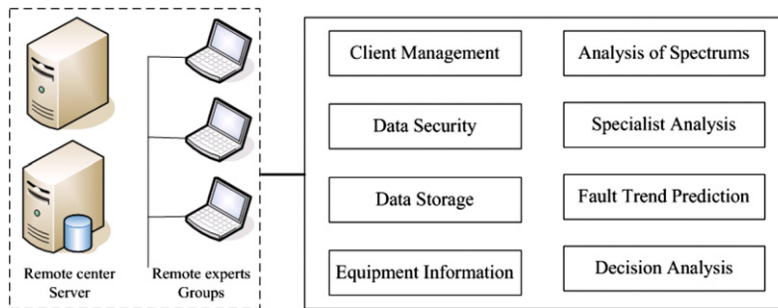 Client Management
Analysis of Spectrums
Data Security
Specialist Analysis
Data Storage
Fault Trend Prediction
Equipment Information
Decision Analysis
Remote center
Server
Remote experts
Groups